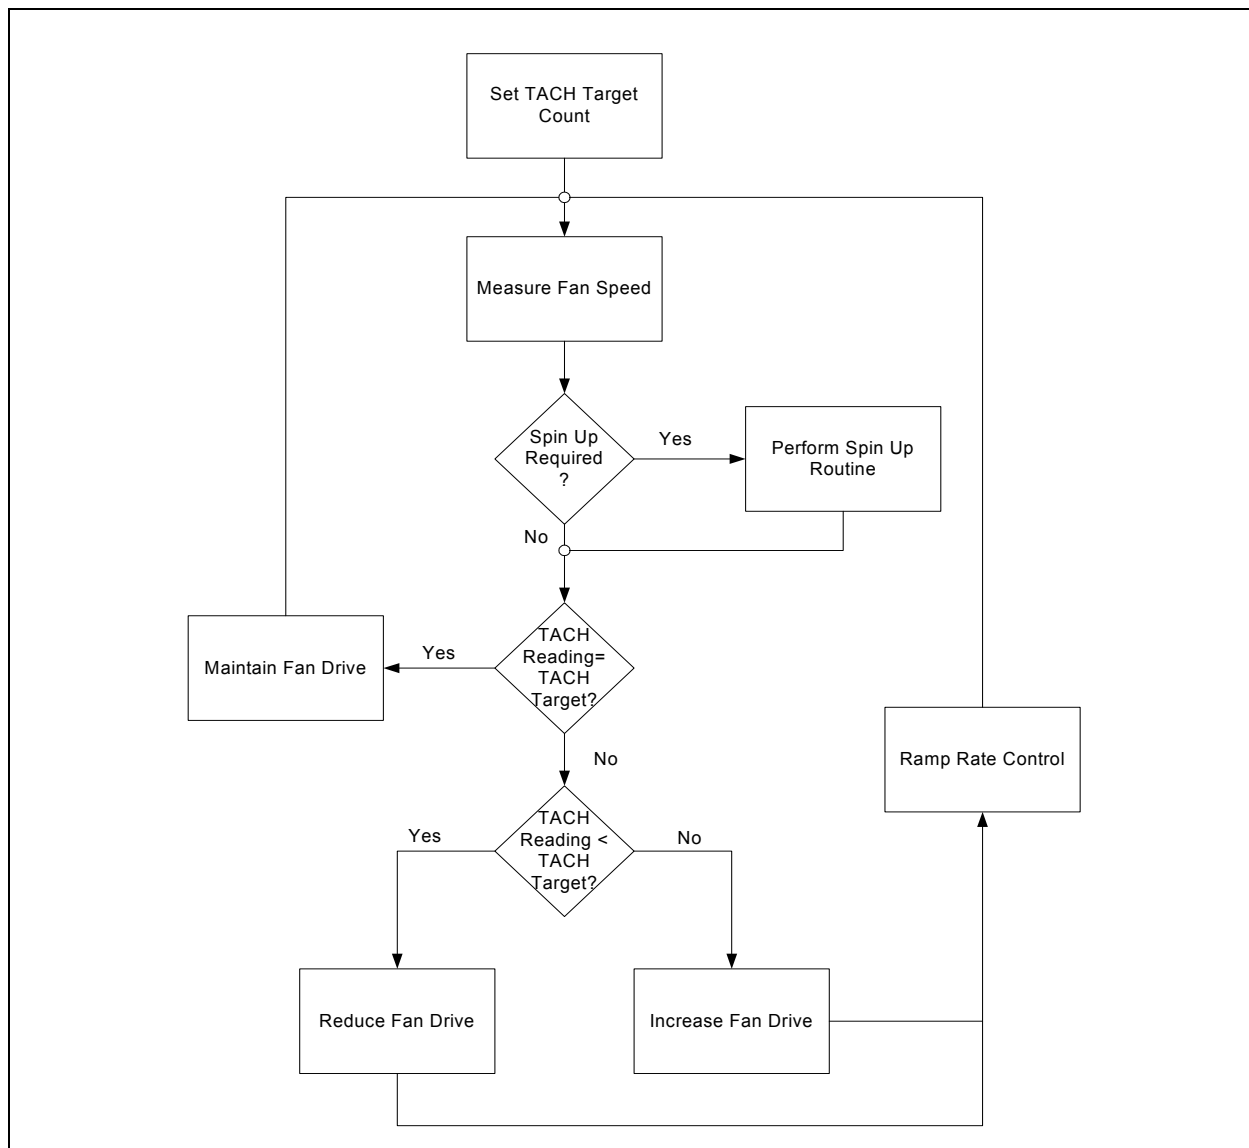 Set TACH Target
Count
Measure Fan Speed
Spin Up
Required
?
Yes
Perform Spin Up
Routine
No
TACH
Reading=
TACH
Target?
Yes
Maintain Fan Drive
No
Ramp Rate Control
TACH
Reading <
TACH
Target?
Yes
No
Reduce Fan Drive
Increase Fan Drive